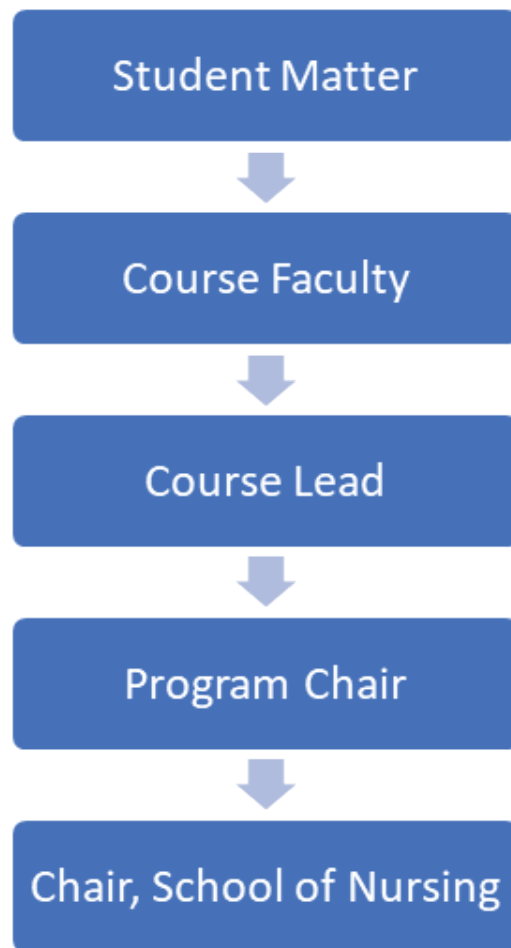 Student Matter
Course Faculty
Course Lead
Program Chair
Chair, School of Nursing